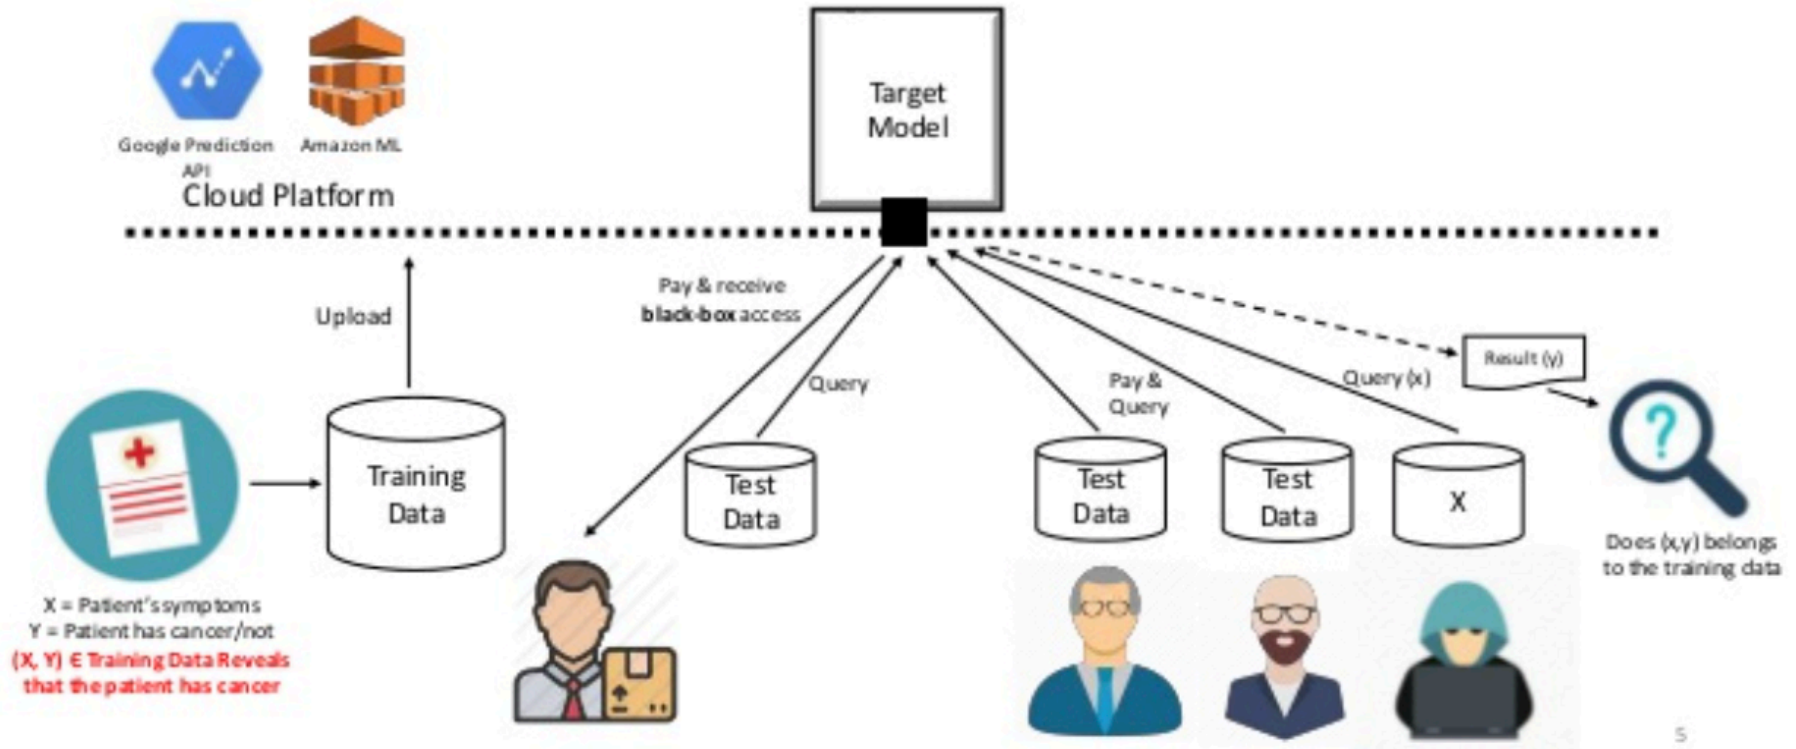 Google Prediction
API
Amazon ML
Cloud Platform
Target
Model
Upload
Pay & receive
black-box access
Query
Pay &
Query
Query (x)
Result (y)
Training
Data
Test
Data
Test
Data
Test
Data
X
Does (x,y) belongs
to the training data
X = Patient's symptoms
Y = Patient has cancer/not
(X, Y) ∈ Training Data Reveals
that the patient has cancer
5